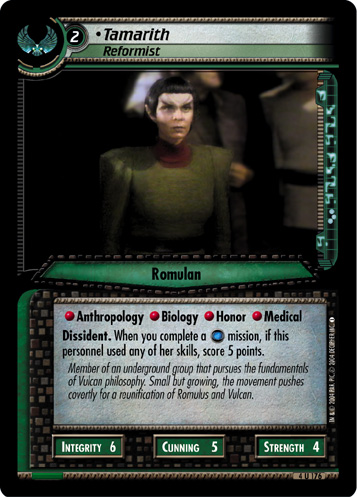 2
•Tamarith
Reformist
Romulan
Anthropology Biology Honor Medical
Dissident. When you complete a mission, if this
personnel used any of her skills, score 5 points.
Member of an underground group that pursues the fundamentals
of Vulcan philosophy. Small but growing, the movement pushes
covertly for a reunification of Romulus and Vulcan.
INTEGRITY 6 CUNNING 5 STRENGTH 4
4 U 176